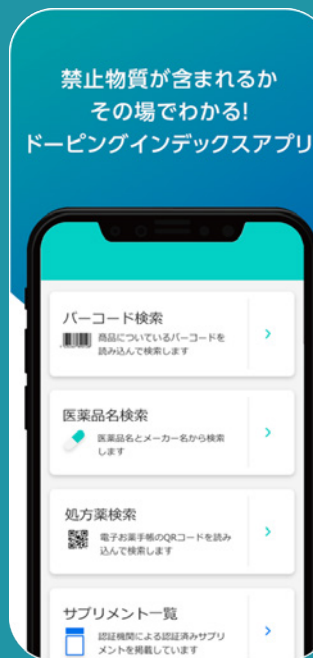 禁止物質が含まれるか
その場でわかる!
ドーピングインデックスアプリ
バーコード検索
商品についているバーコードを
読み込んで検索します
医薬品名検索
医薬品名とメーカー名から検索
します
処方薬検索
電子お薬手帳のQRコードを読み
込んで検索します
サプリメント一覧
認証機関による認証済みサプリ
メントを掲載しています